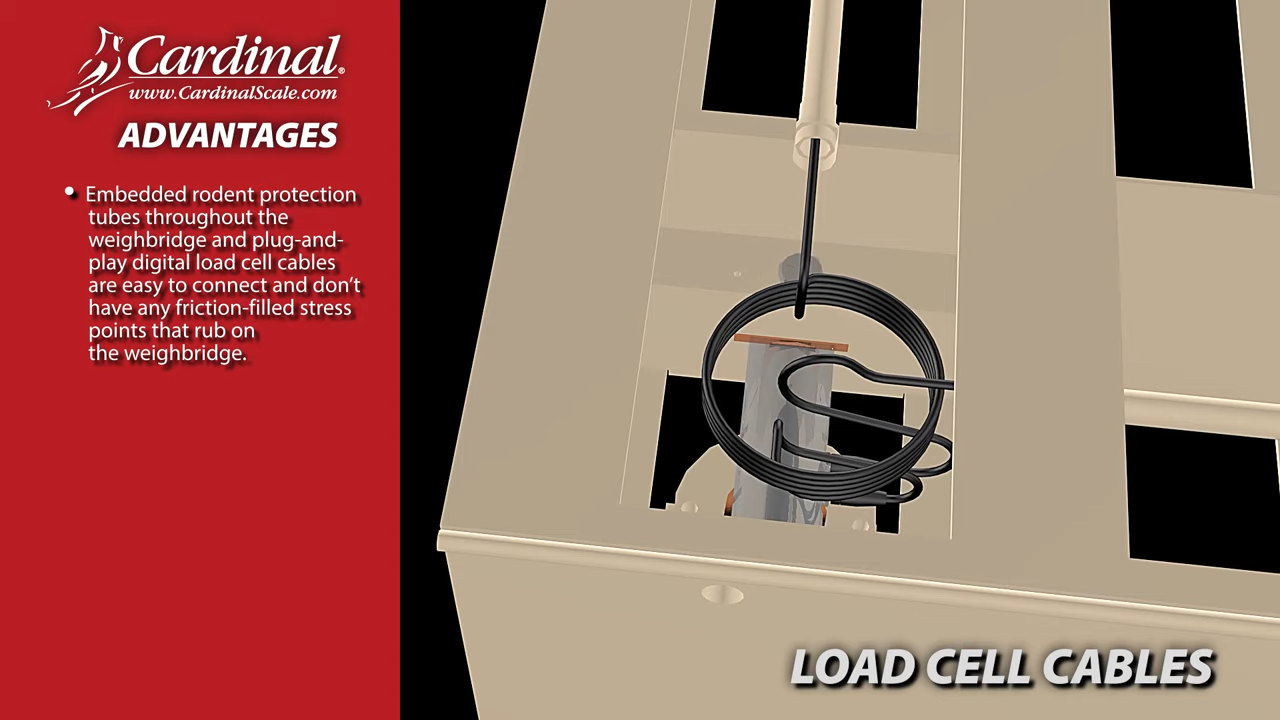 Cardinal®
www.CardinalScale.com
ADVANTAGES
• Embedded rodent protection
tubes throughout the
weighbridge and plug-and-
play digital load cell cables
are easy to connect and don’t
have any friction-filled stress
points that rub on
the weighbridge.
LOAD CELL CABLES